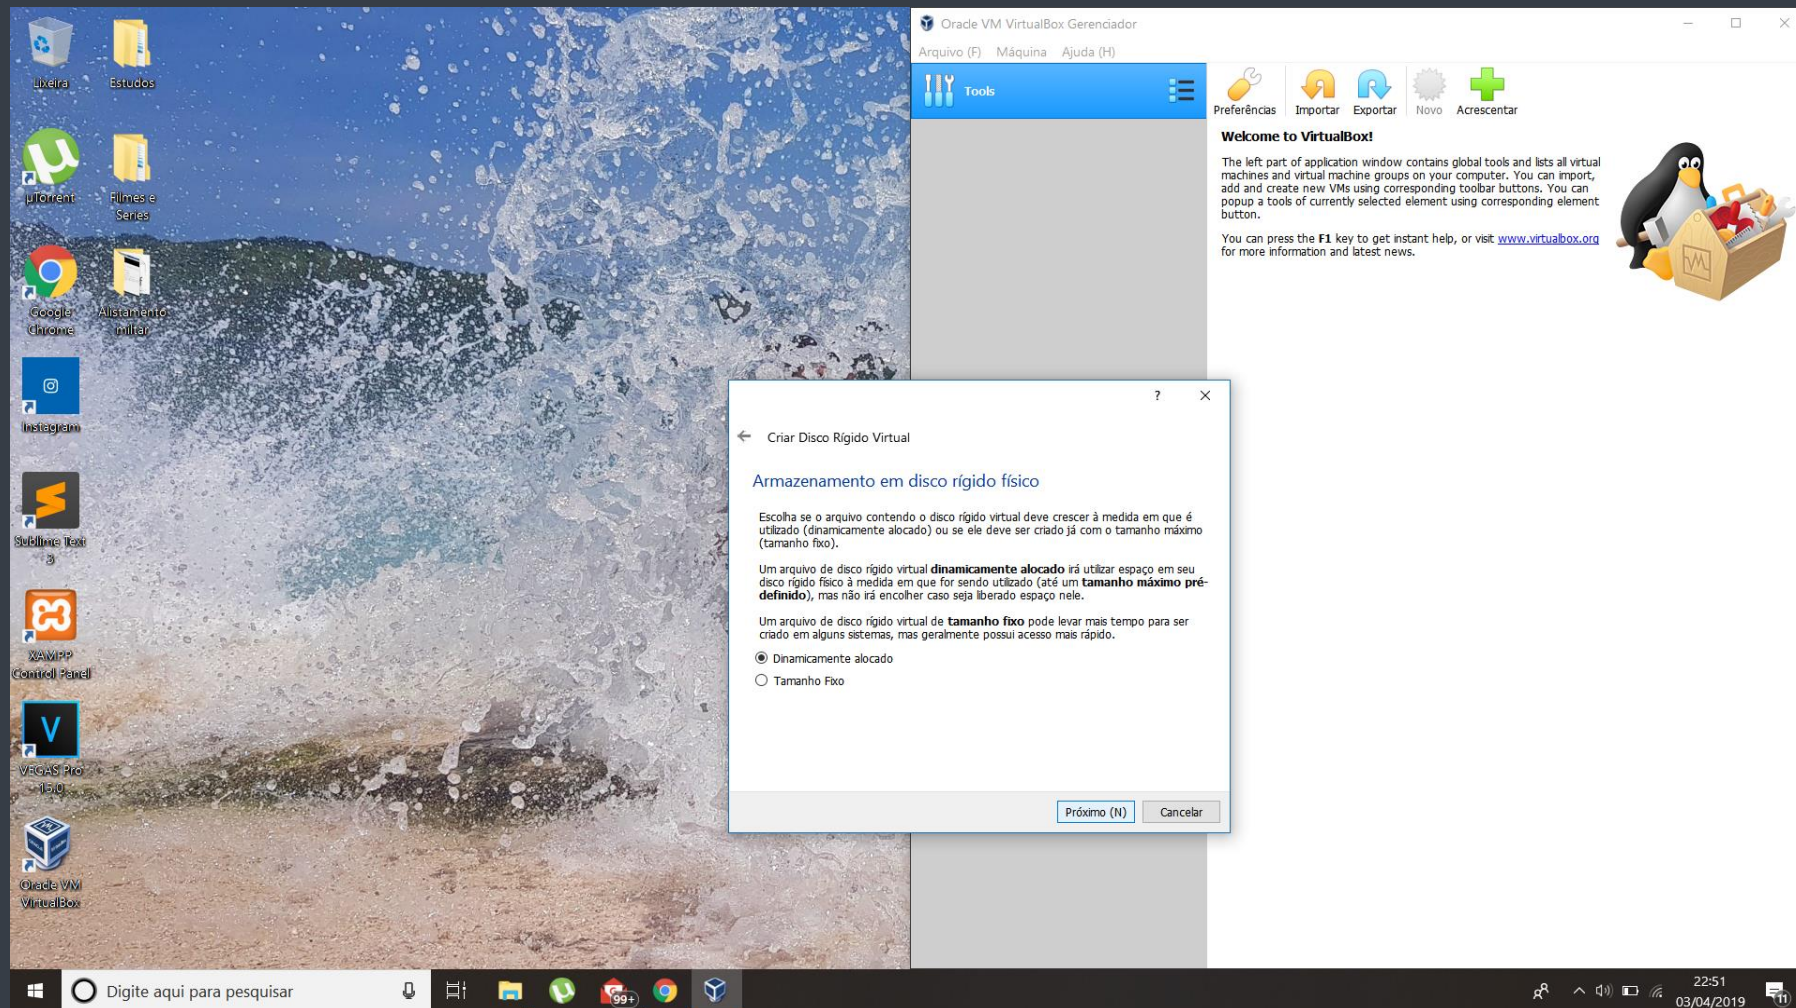 Lixeira
Estudos
µTorrent
Filmes e
Series
Google
Chrome
Alistamento
miltar
Instagram
Sublime Text
3
XAMPP
Control Panel
VEGAS Pro
15.0
Oracle VM
VirtualBox
Oracle VM VirtualBox Gerenciador
Arquivo (F) Máquina Ajuda (H)
Tools
Preferências Importar Exportar Novo Acrescentar
Welcome to VirtualBox!
The left part of application window contains global tools and lists all virtual
machines and virtual machine groups on your computer. You can import,
add and create new VMs using corresponding toolbar buttons. You can
popup a tools of currently selected element using corresponding element
button.
You can press the F1 key to get instant help, or visit www.virtualbox.org
for more information and latest news.
?
Criar Disco Rígido Virtual
Armazenamento em disco rígido físico
Escolha se o arquivo contendo o disco rígido virtual deve crescer à medida em que é
utilizado (dinamicamente alocado) ou se ele deve ser criado já com o tamanho máximo
(tamanho fixo).
Um arquivo de disco rígido virtual dinamicamente alocado irá utilizar espaço em seu
disco rígido físico à medida em que for sendo utilizado (até um tamanho máximo pré-
definido), mas não irá encolher caso seja liberado espaço nele.
Um arquivo de disco rígido virtual de tamanho fixo pode levar mais tempo para ser
criado em alguns sistemas, mas geralmente possui acesso mais rápido.
Dinamicamente alocado
Tamanho Fixo
Próximo (N) Cancelar
Digite aqui para pesquisar
99+
22:51
03/04/2019
11